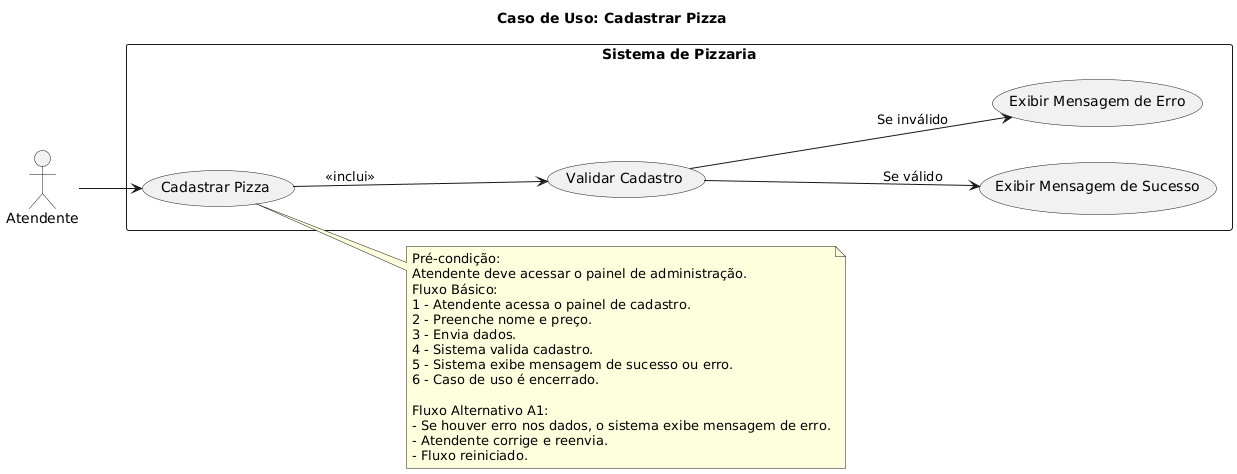 Caso de Uso: Cadastrar Pizza
Sistema de Pizzaria
Exibir Mensagem de Erro
Se inválido
«inclui»
Validar Cadastro
Se válido
Exibir Mensagem de Sucesso
Cadastrar Pizza
Atendente
Pré-condição:
Atendente deve acessar o painel de administração.
Fluxo Básico:
1 - Atendente acessa o painel de cadastro.
2 - Preenche nome e preço.
3 - Envia dados.
4 - Sistema valida cadastro.
5 - Sistema exibe mensagem de sucesso ou erro.
6 - Caso de uso é encerrado.
Fluxo Alternativo A1:
- Se houver erro nos dados, o sistema exibe mensagem de erro.
- Atendente corrige e reenvia.
- Fluxo reiniciado.